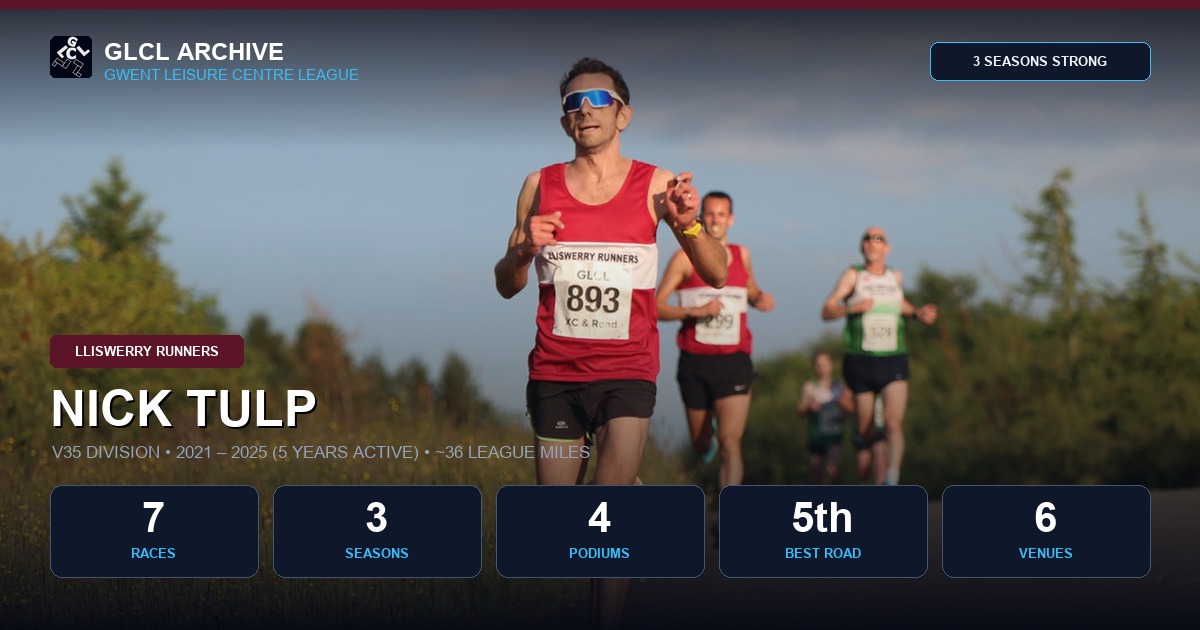 GLCL ARCHIVE
GWENT LEISURE CENTRE LEAGUE
3 SEASONS STRONG
LLISWERRY RUNNERS
GLCL
893
XC & Road
LLISWERRY RUNNERS
NICK TULP
V35 DIVISION • 2021 – 2025 (5 YEARS ACTIVE) • ~36 LEAGUE MILES
7
RACES
3
SEASONS
4
PODIUMS
5th
BEST ROAD
6
VENUES